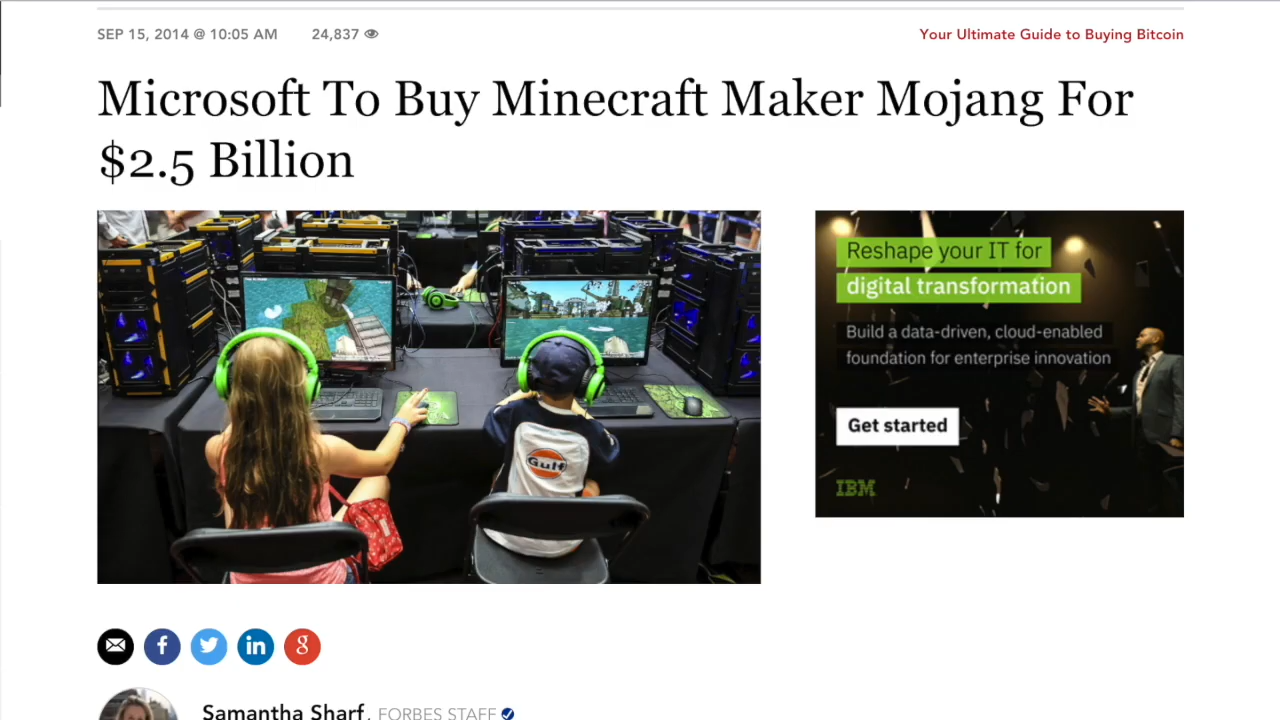 SEP 15, 2014 @ 10:05 AM 24,837
Your Ultimate Guide to Buying Bitcoin
Microsoft To Buy Minecraft Maker Mojang For
$2.5 Billion
Gulf
Reshape your IT for
digital transformation
Build a data-driven, cloud-enabled
foundation for enterprise innovation
Get started
IBM
Samantha Sharf, FORBES STAFF